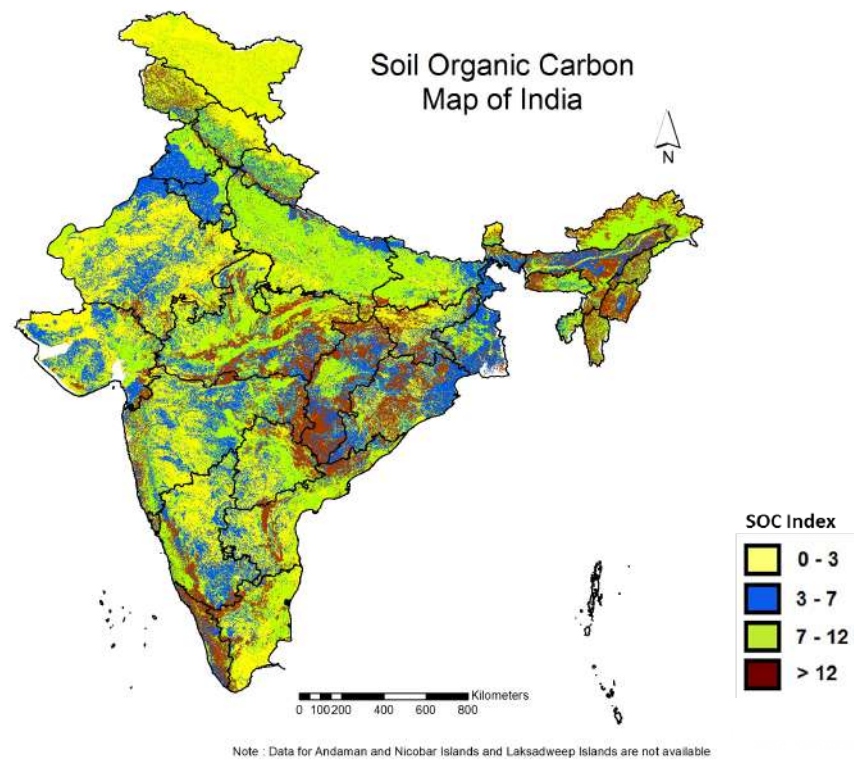 Soil Organic Carbon
Map of India
N
SOC Index
0 - 3
3 - 7
7 - 12
> 12
Kilometers
0 100 200 400 600 800
Note : Data for Andaman and Nicobar Islands and Laksadweep Islands are not available